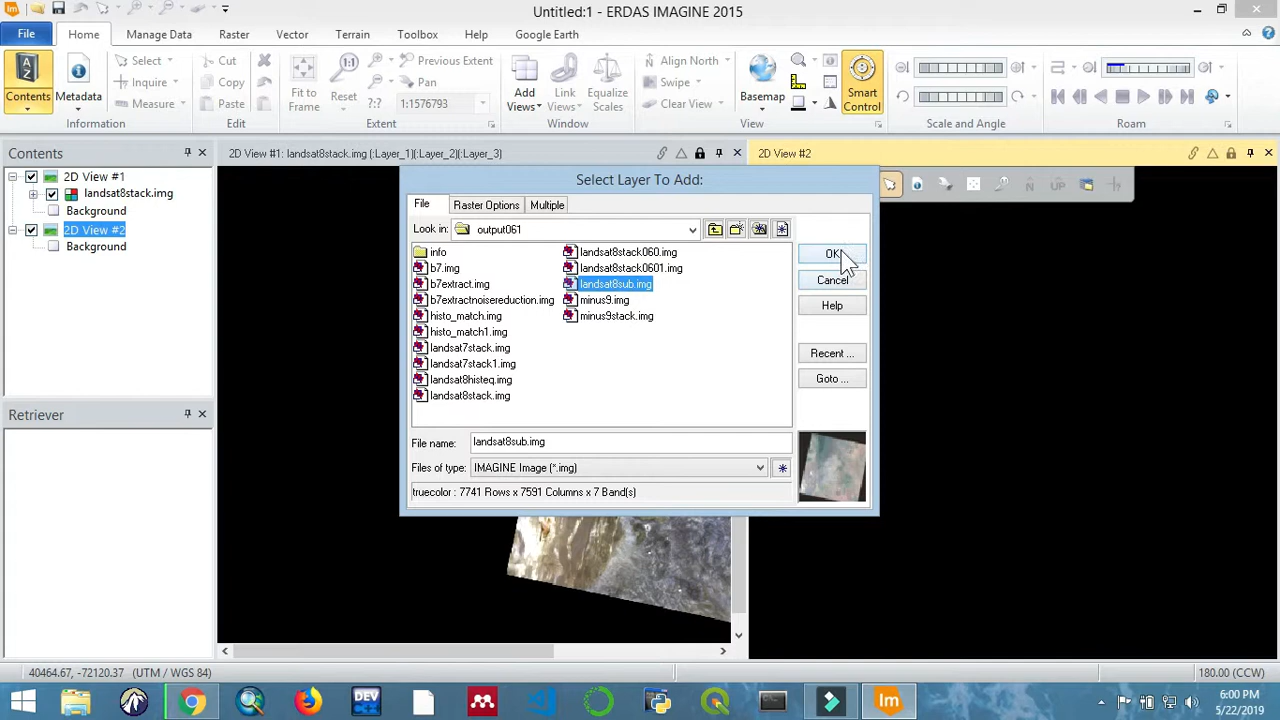 Untitled:1 - ERDAS IMAGINE 2015
File Home Manage Data Raster Vector Terrain Toolbox Help Google Earth
Contents
Metadata
Select
Inquire
Measure
Information
Cut
Copy
Paste
Edit
Fit to Frame
Reset
Previous Extent
Pan
?:? 1:1576793
Extent
Add Views
Link Views
Equalize Scales
Window
Basemap
Align North
Swipe
Clear View
View
Smart Control
Scale and Angle
Roam
Contents
2D View #1: landsat8stack.img (:Layer_1)(:Layer_2)(:Layer_3)
2D View #2
2D View #1
landsat8stack.img
Background
2D View #2
Background
Retriever
Select Layer To Add:
File Raster Options Multiple
Look in: output061
info
b7.img
b7extract.img
b7extractnoisereduction.img
histo_match.img
histo_match1.img
landsat7stack.img
landsat7stack1.img
landsat8histeq.img
landsat8stack.img
landsat8stack060.img
landsat8stack0601.img
landsat8sub.img
minus9.img
minus9stack.img
OK
Cancel
Help
Recent ...
Goto ...
File name: landsat8sub.img
Files of type: IMAGINE Image (*.img)
truecolor : 7741 Rows x 7591 Columns x 7 Band(s)
UP
40464.67, -72120.37 (UTM / WGS 84)
180.00 (CCW)
DEV
Im
6:00 PM
5/22/2019